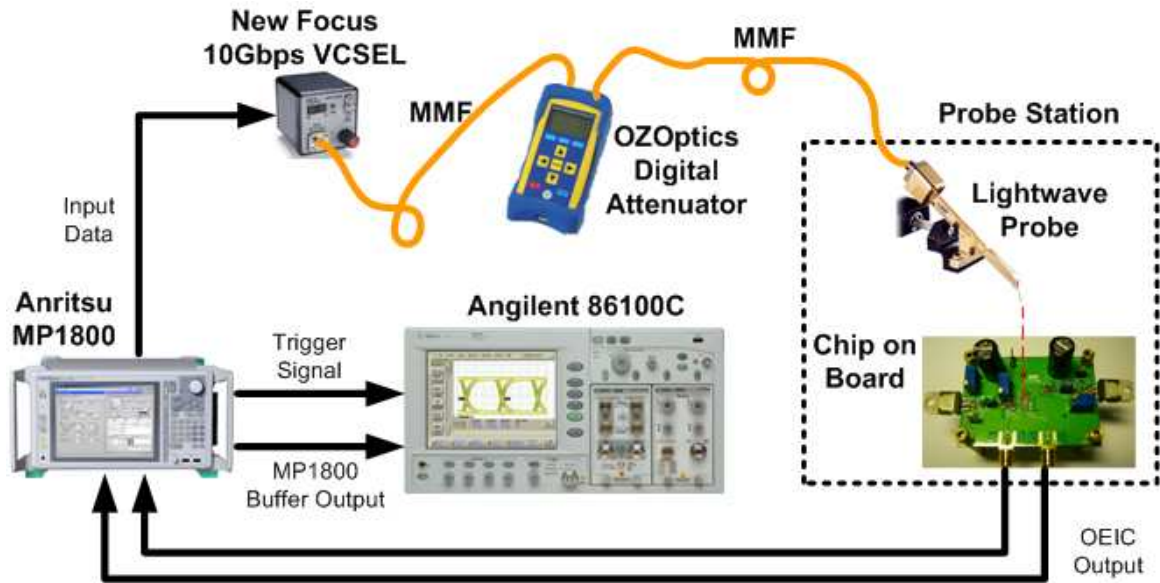 New Focus
10Gbps VCSEL
MMF
MMF
OZOptics
Digital
Attenuator
Probe Station
Lightwave
Probe
Input
Data
Anritsu
MP1800
Trigger
Signal
MP1800
Buffer Output
Angilent 86100C
Chip on
Board
OEIC
Output